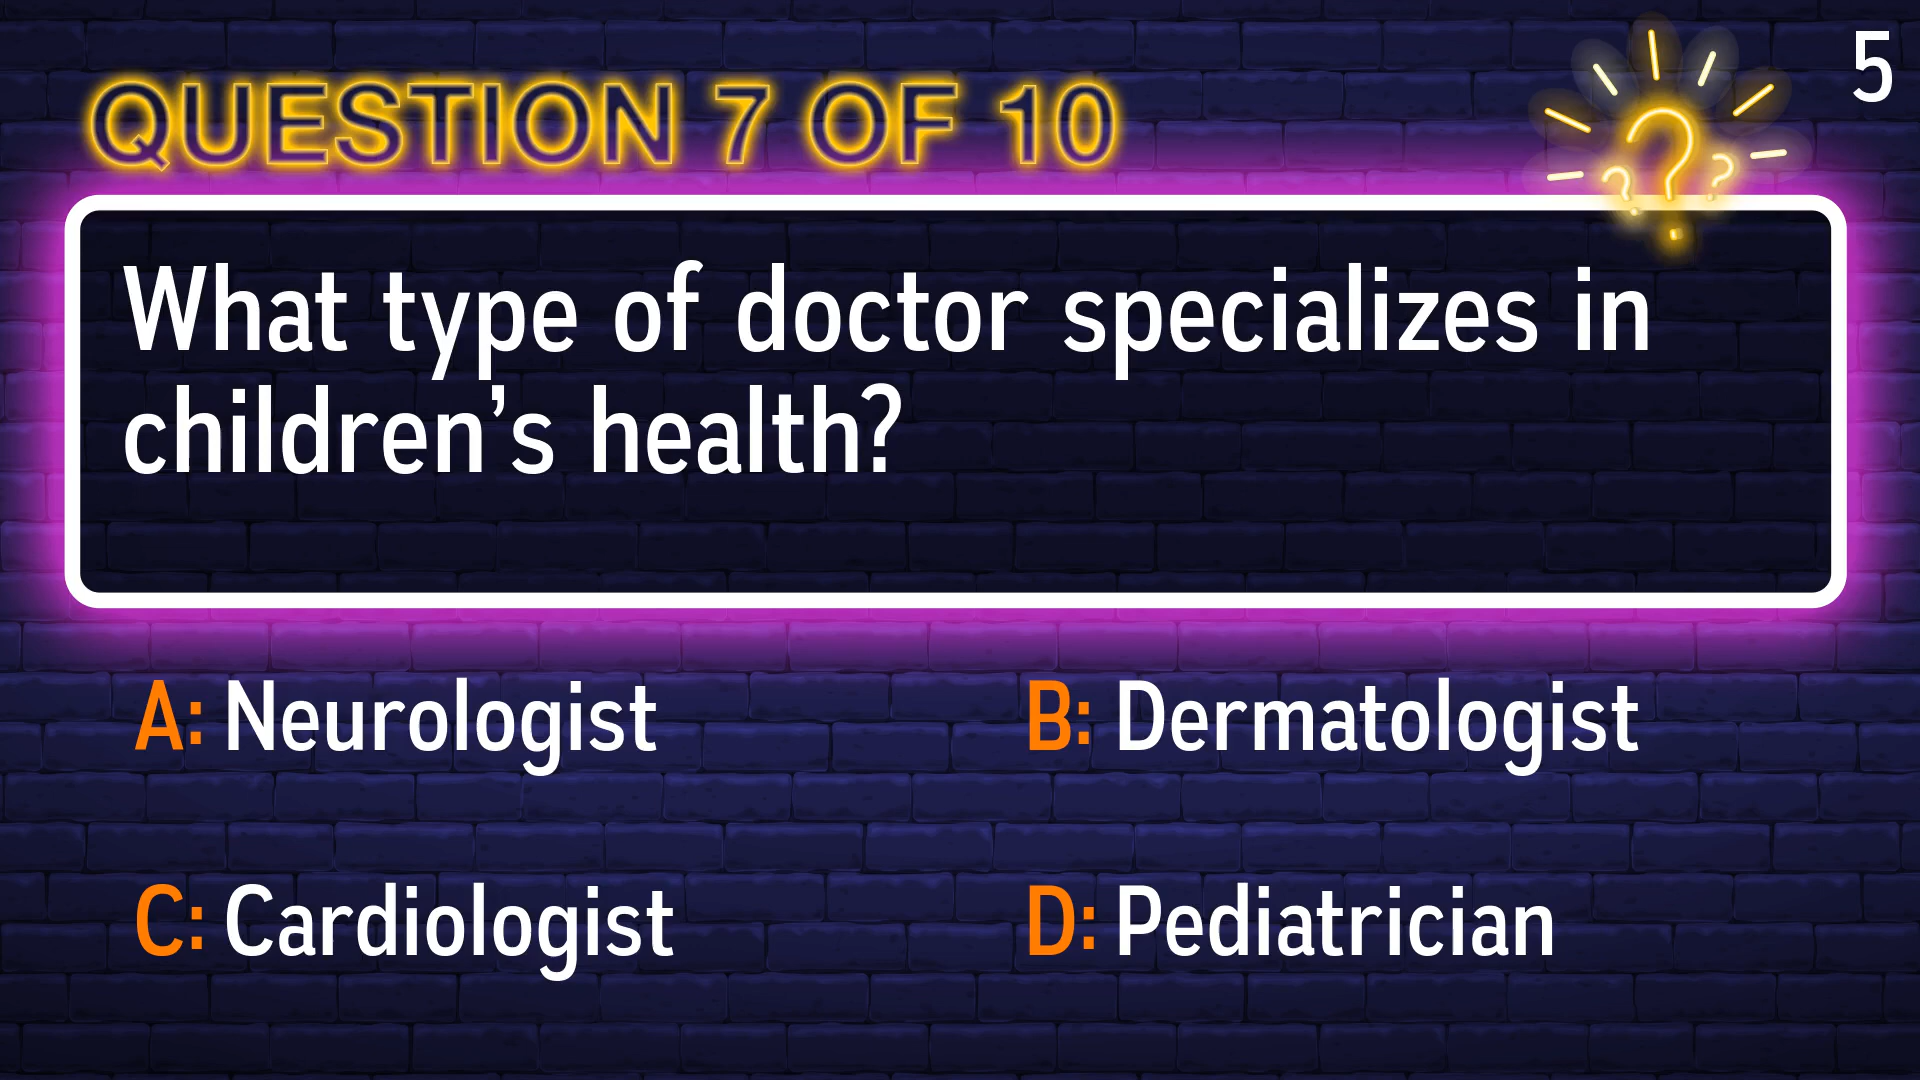 5
QUESTION 7 OF 10
What type of doctor specializes in
children’s health?
A: Neurologist
B: Dermatologist
C: Cardiologist
D: Pediatrician